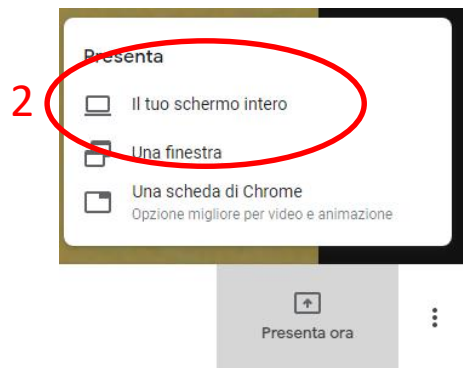 Presenta
2
Il tuo schermo intero
Una finestra
Una scheda di Chrome
Opzione migliore per video e animazione
Presenta ora